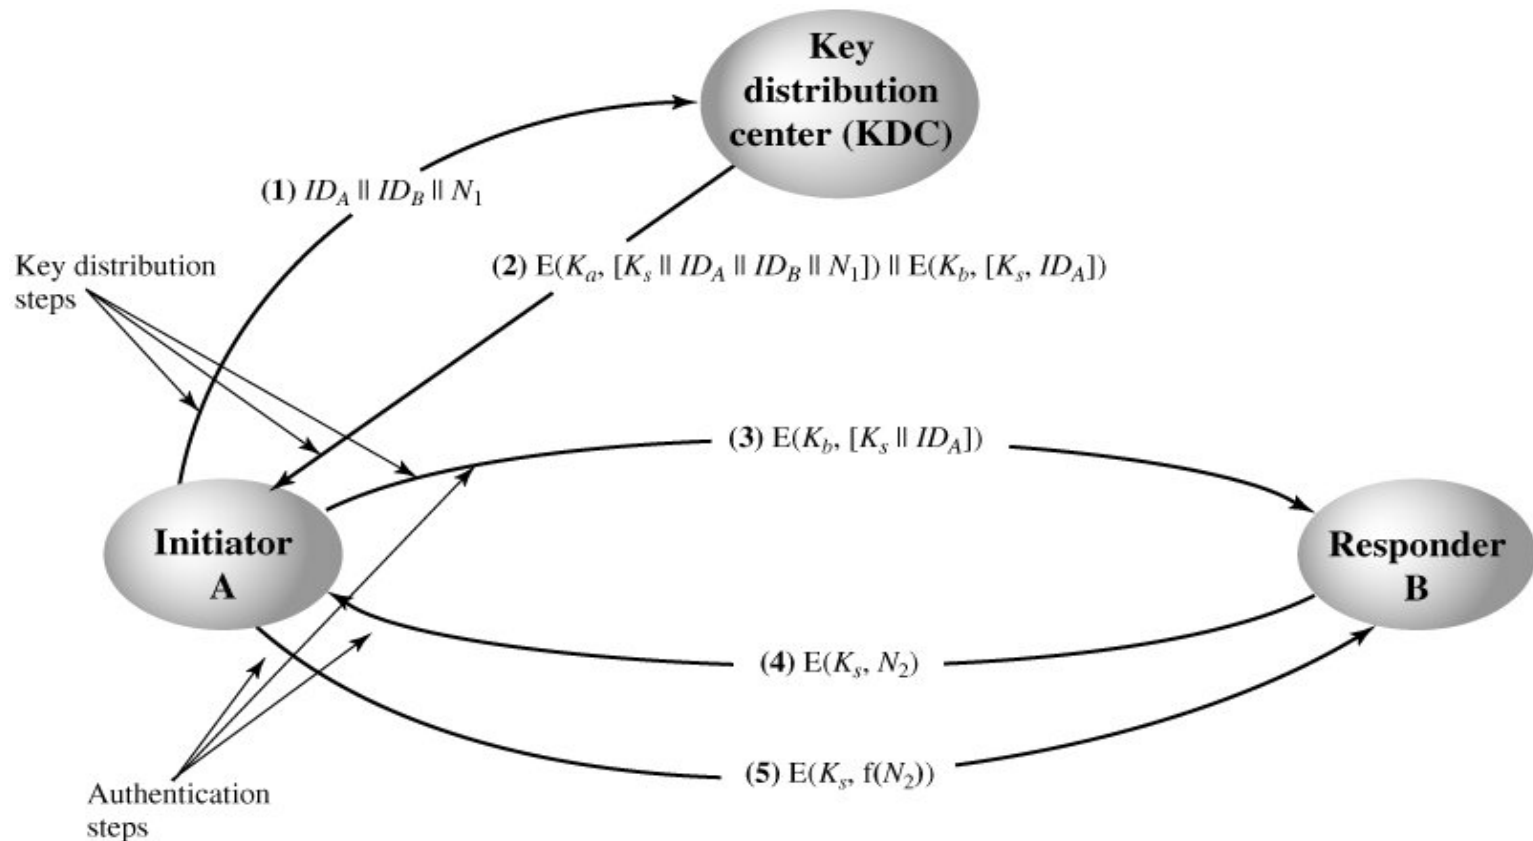 Key
distribution
center (KDC)
(1) ID_A || ID_B || N_1
Key distribution
steps
(2) E(K_a, [K_s || ID_A || ID_B || N_1]) || E(K_b, [K_s, ID_A])
(3) E(K_b, [K_s || ID_A])
Initiator
A
Responder
B
(4) E(K_s, N_2)
(5) E(K_s, f(N_2))
Authentication
steps